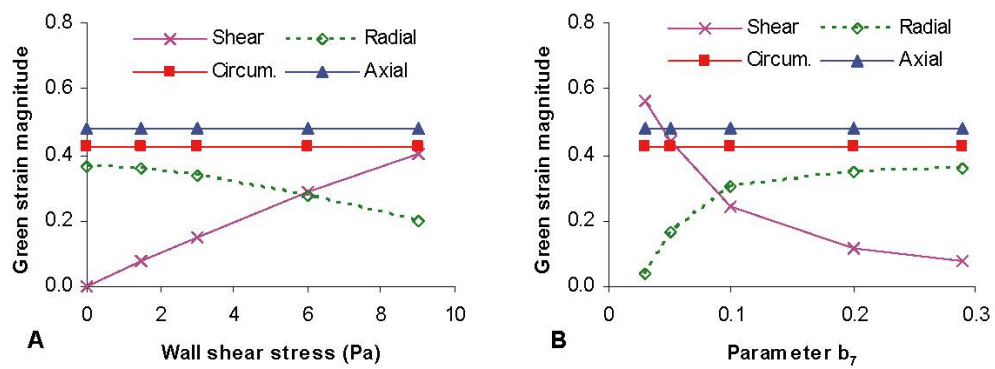 0.8
Shear
Radial
Circum.
Axial
0.6
0.4
0.2
0.0
Green strain magnitude
0 2 4 6 8 10
A Wall shear stress (Pa)
0.8
Shear
Radial
Circum.
Axial
0.6
0.4
0.2
0.0
Green strain magnitude
0 0.1 0.2 0.3
B Parameter b₇